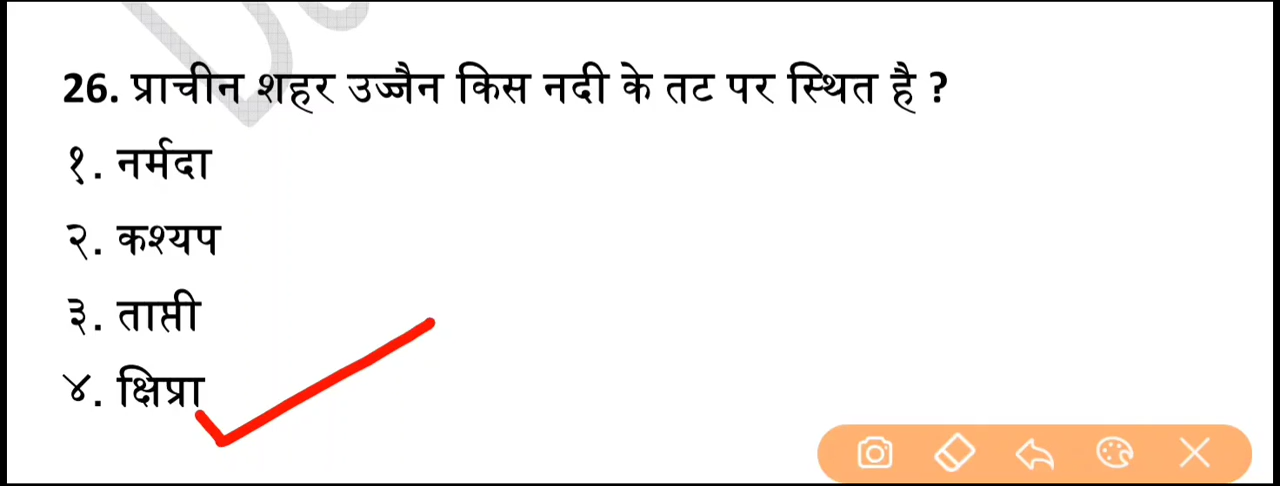 26. प्राचीन शहर उज्जैन किस नदी के तट पर स्थित है ?
१. नर्मदा
२. कश्यप
३. ताप्ती
४. क्षिप्रा